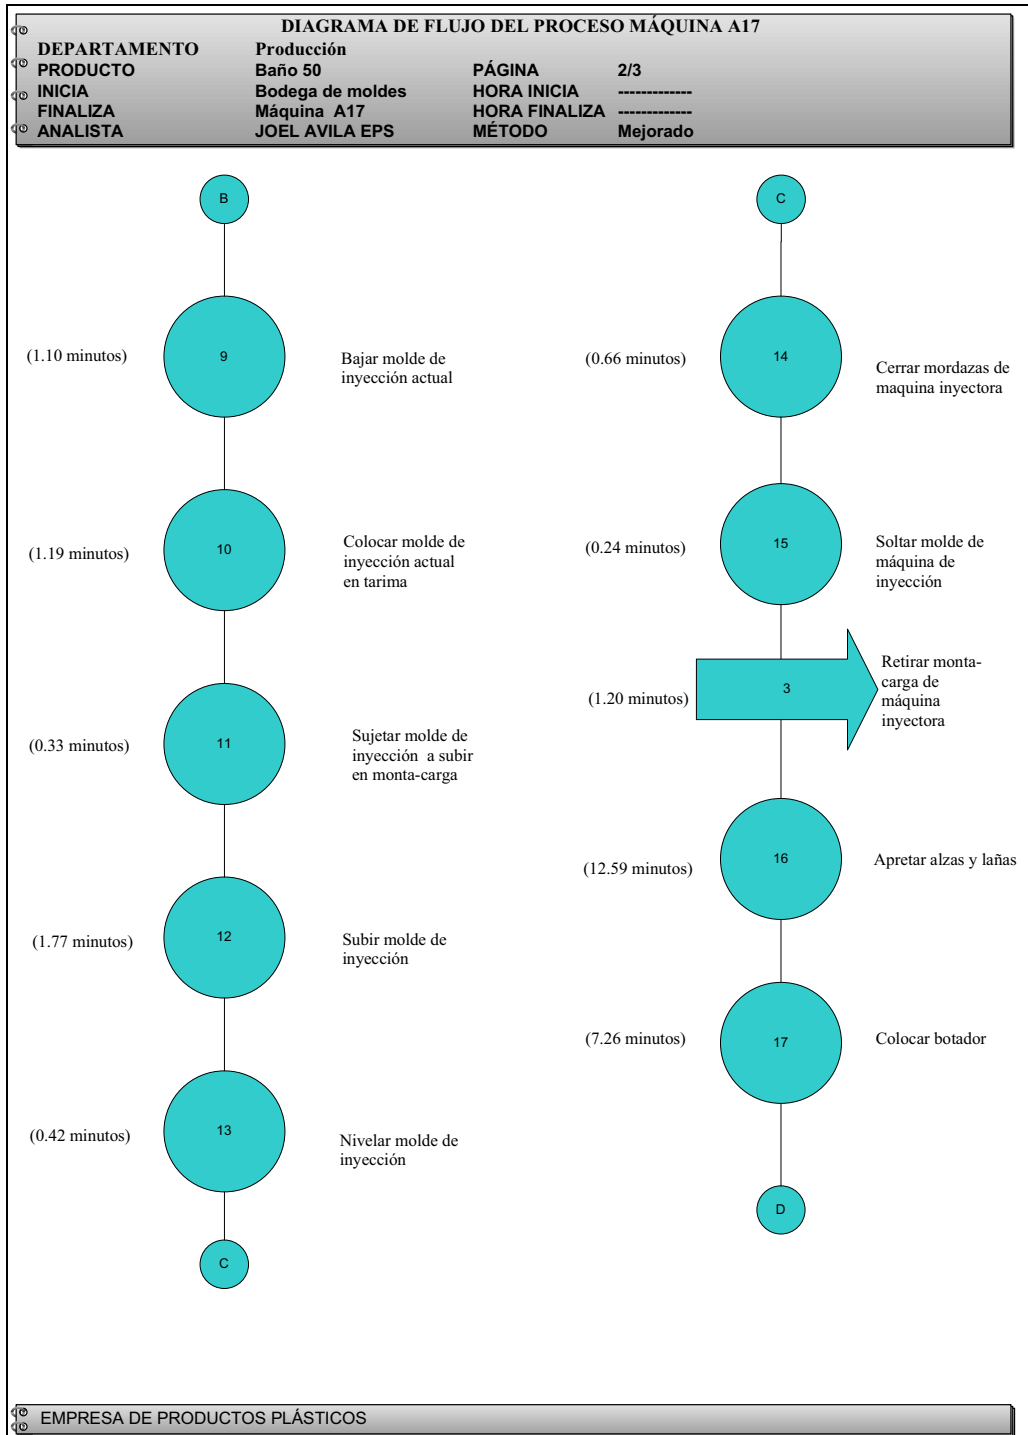 DIAGRAMA DE FLUJO DEL PROCESO MÁQUINA A17
DEPARTAMENTO Producción
PRODUCTO Baño 50 PÁGINA 2/3
INICIA Bodega de moldes HORA INICIA -------------
FINALIZA Máquina A17 HORA FINALIZA -------------
ANALISTA JOEL AVILA EPS MÉTODO Mejorado
B
(1.10 minutos) 9 Bajar molde de
inyección actual
(1.19 minutos) 10 Colocar molde de
inyección actual
en tarima
(0.33 minutos) 11 Sujetar molde de
inyección a subir
en monta-carga
(1.77 minutos) 12 Subir molde de
inyección
(0.42 minutos) 13 Nivelar molde de
inyección
C
C
(0.66 minutos) 14 Cerrar mordazas de
maquina inyectora
(0.24 minutos) 15 Soltar molde de
máquina de
inyección
(1.20 minutos) 3 Retirar monta-
carga de
máquina
inyectora
(12.59 minutos) 16 Apretar alzas y lañas
(7.26 minutos) 17 Colocar botador
D
EMPRESA DE PRODUCTOS PLÁSTICOS